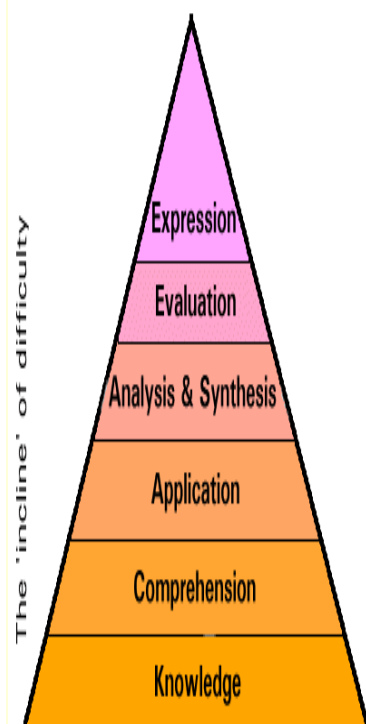 Expression
Evaluation
Analysis & Synthesis
Application
Comprehension
Knowledge
The 'incline' of difficulty